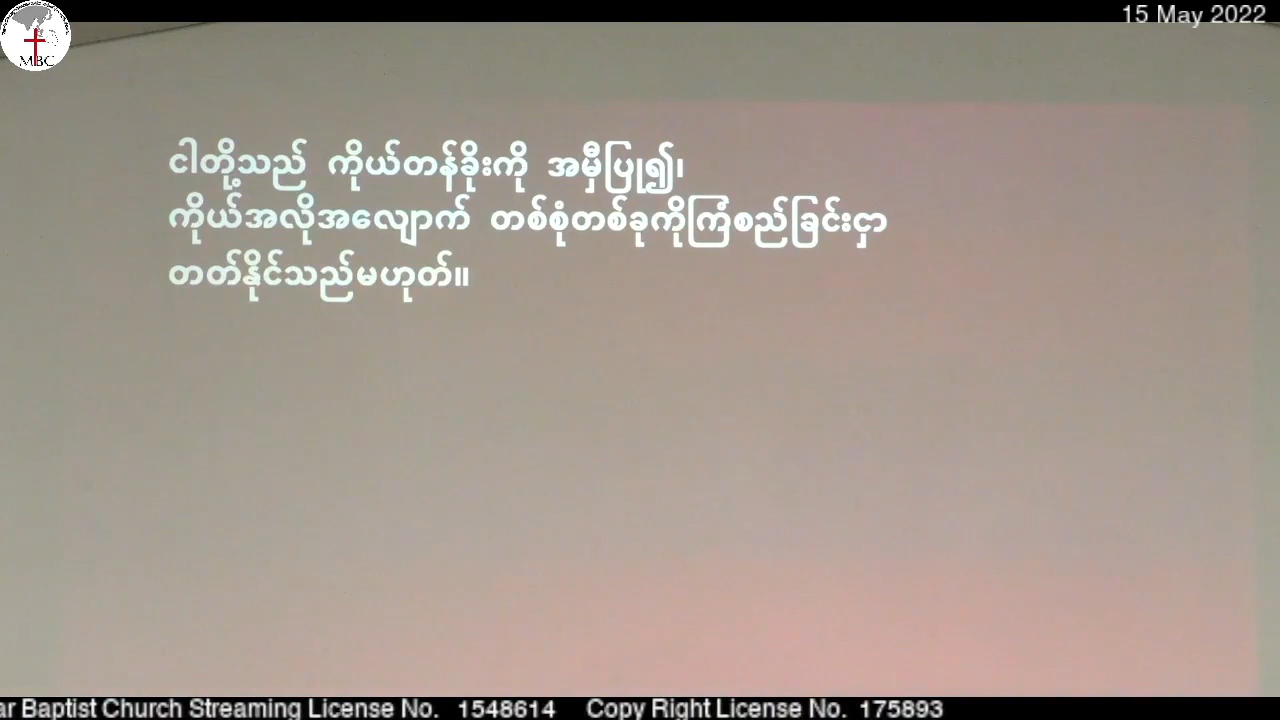 15 May 2022
MBC
ငါတို့သည် ကိုယ်တန်ခိုးကို အမှီပြု၍၊
ကိုယ်အလိုအလျောက် တစ်စုံတစ်ခုကိုကြံစည်ခြင်းငှာ
တတ်နိုင်သည်မဟုတ်။
ar Baptist Church Streaming License No. 1548614 Copy Right License No. 175893